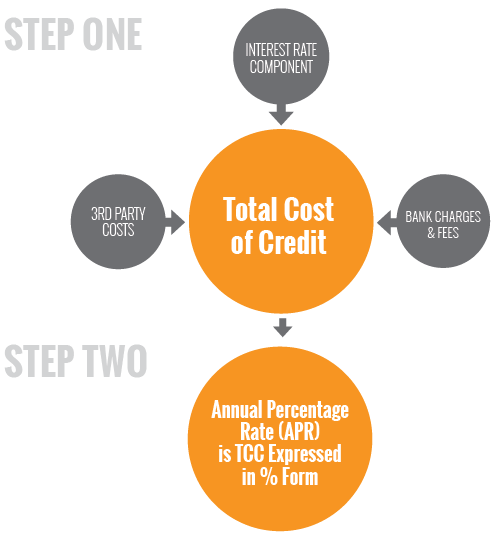 STEP ONE
INTEREST RATE
COMPONENT
3RD PARTY
COSTS
Total Cost
of Credit
BANK CHARGES
& FEES
STEP TWO
Annual Percentage
Rate (APR)
is TCC Expressed
in % Form